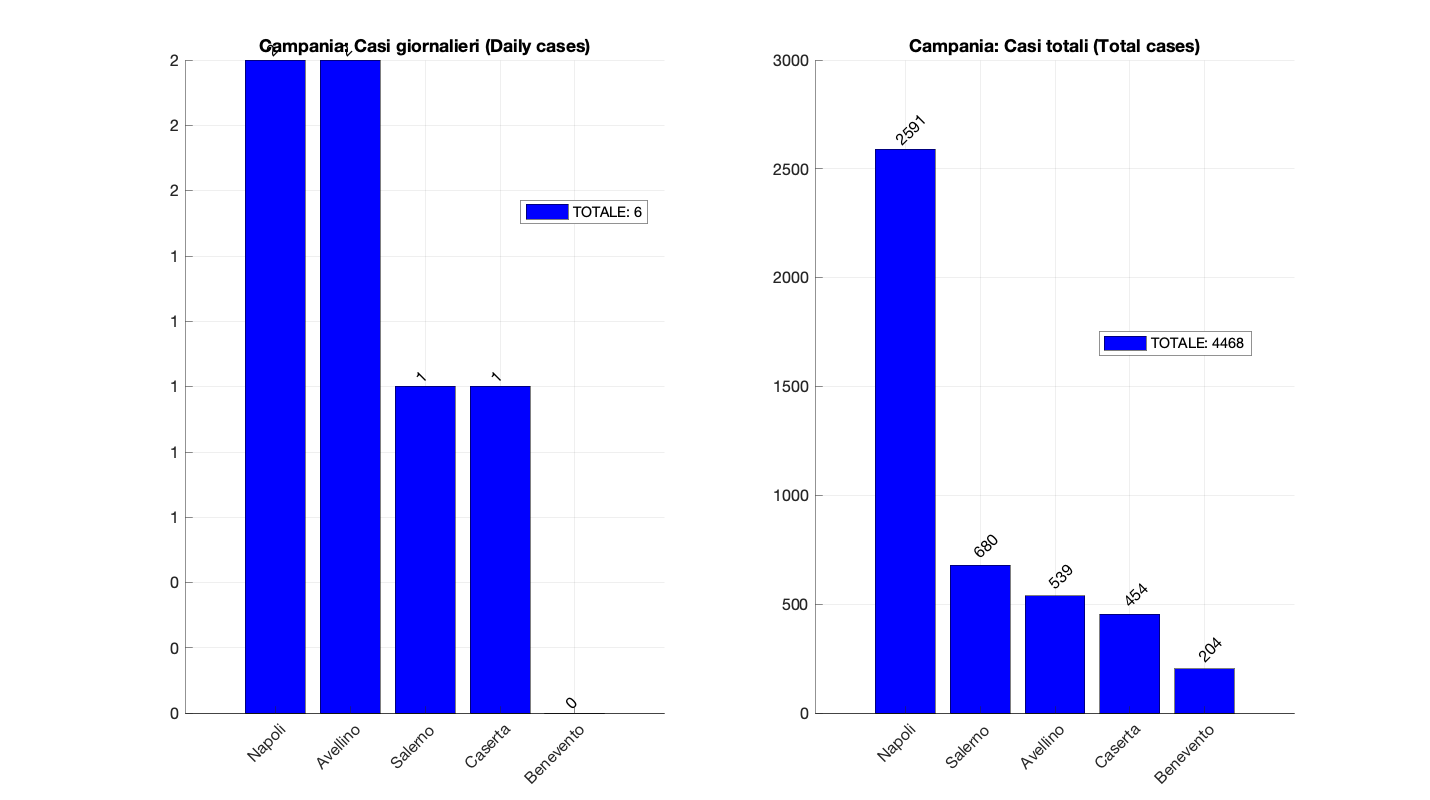 Campania: Casi giornalieri (Daily cases)
2
2
2
2
2
1
1
1
1
1
0
0
0
1
1
0
TOTALE: 6
Napoli
Avellino
Salerno
Caserta
Benevento
Campania: Casi totali (Total cases)
3000
2500
2000
1500
1000
500
0
2591
680
539
454
204
TOTALE: 4468
Napoli
Salerno
Avellino
Caserta
Benevento